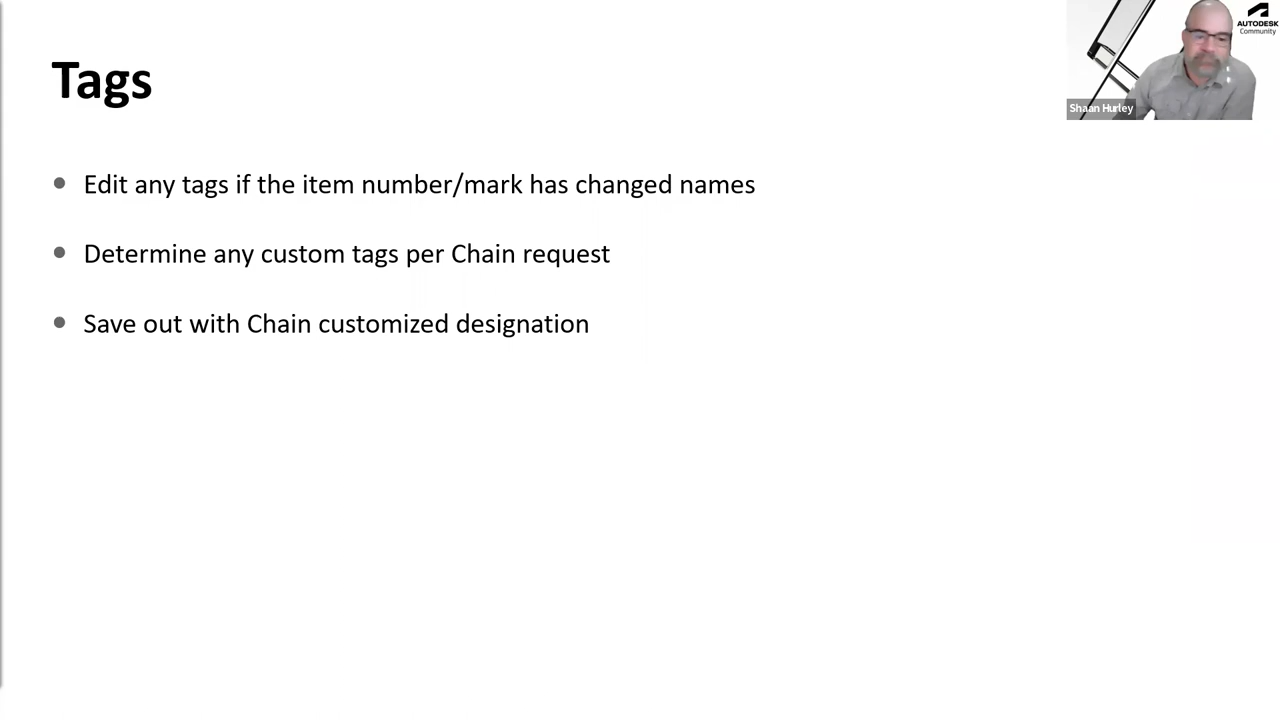 Tags
Edit any tags if the item number/mark has changed names
Determine any custom tags per Chain request
Save out with Chain customized designation
AUTODESK
Community
Shaan Hurley